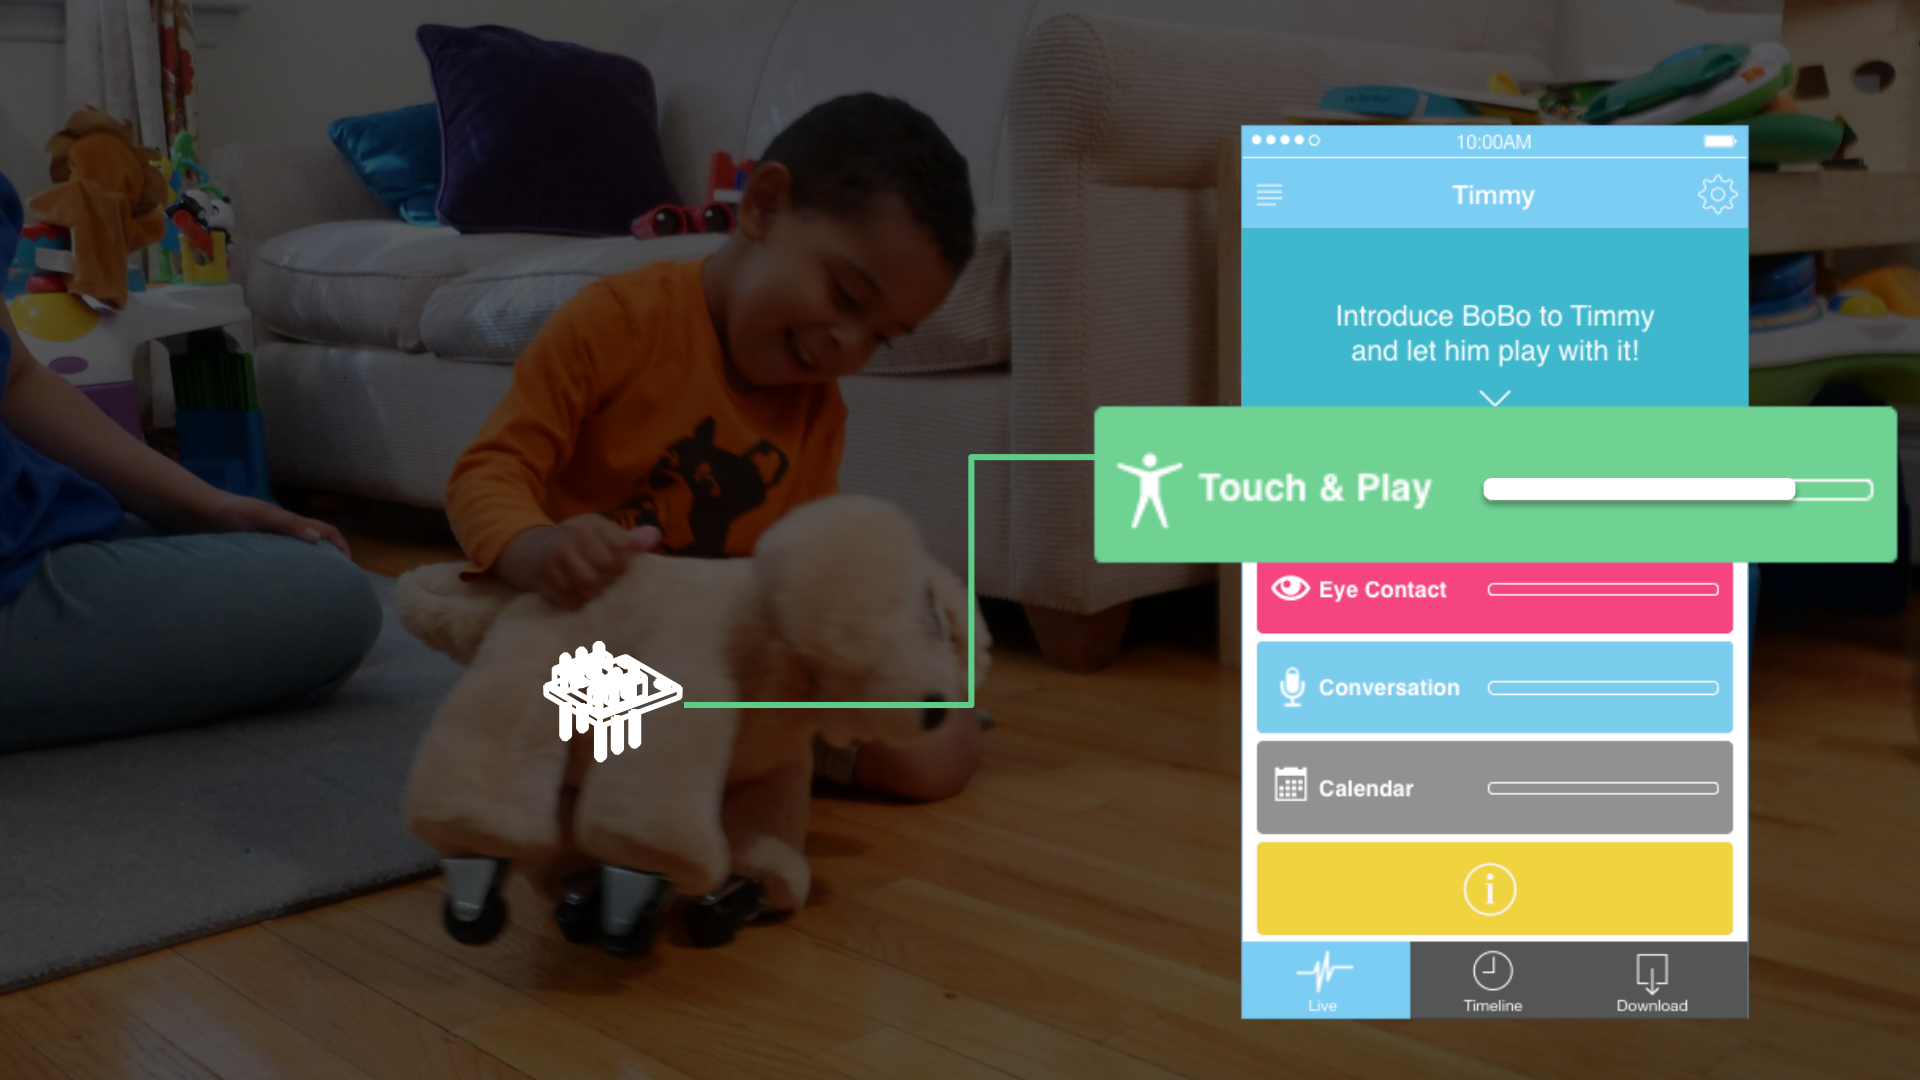 10:00AM
Timmy
Introduce BoBo to Timmy
and let him play with it!
Touch & Play
Eye Contact
Conversation
Calendar
i
Live
Timeline
Download